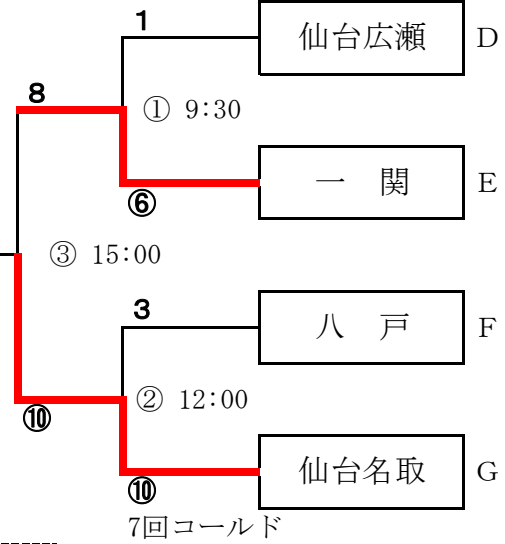 1
仙台広瀬 D
8
① 9:30
一 関 E
⑥
③ 15:00
3
八 戸 F
② 12:00
⑩
仙台名取 G
⑩
7回コールド